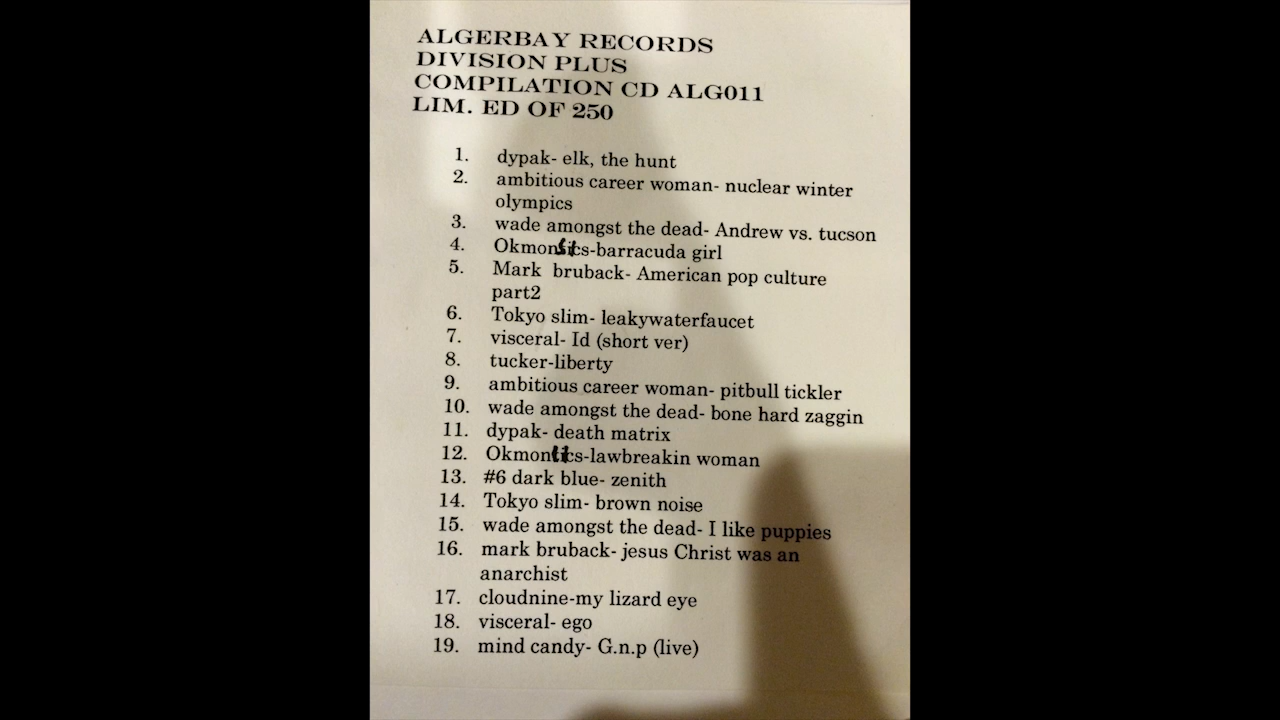 ALGERBAY RECORDS
DIVISION PLUS
COMPILATION CD ALG011
LIM. ED OF 250
1. dypak- elk, the hunt
2. ambitious career woman- nuclear winter
olympics
3. wade amongst the dead- Andrew vs. tucson
4. Okmonstics-barracuda girl
5. Mark bruback- American pop culture
part2
6. Tokyo slim- leakywaterfaucet
7. visceral- Id (short ver)
8. tucker-liberty
9. ambitious career woman- pitbull tickler
10. wade amongst the dead- bone hard zaggin
11. dypak- death matrix
12. -lawbreakin woman
13. #6 dark blue- zenith
14. Tokyo slim- brown noise
15. wade amongst the dead- I like puppies
16. mark bruback- jesus Christ was an
anarchist
17. cloudnine-my lizard eye
18. visceral- ego
19. mind candy- G.n.p (live)